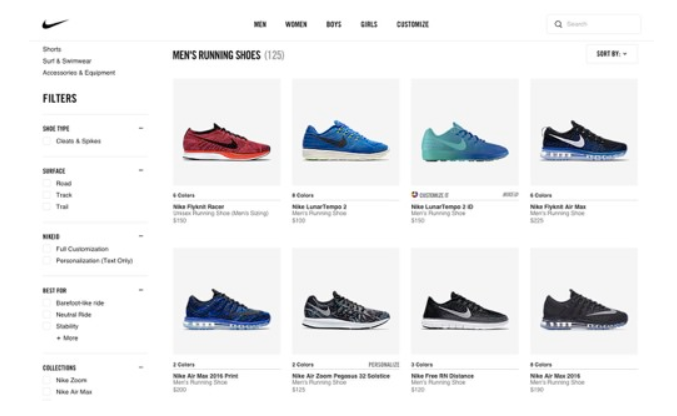 MEN WOMEN BOYS GIRLS CUSTOMIZE
Search
Shorts
Surf & Swimwear
Accessories & Equipment
MEN'S RUNNING SHOES (125)
SORT BY:
FILTERS
SHOE TYPE
Cleats & Spikes
SURFACE
Road
Track
Trail
NIKEID
Full Customization
Personalization (Text Only)
BEST FOR
Barefoot-like ride
Neutral Ride
Stability
+ More
COLLECTIONS
Nike Zoom
Nike Air Max
6 Colors
Nike Flyknit Racer
Unisex Running Shoe (Men's Sizing)
$150
8 Colors
Nike LunarTempo 2
Men's Running Shoe
$100
CUSTOMIZE IT
Nike LunarTempo 2 iD
Men's Running Shoe
$150
6 Colors
Nike Flyknit Air Max
Men's Running Shoe
$225
2 Colors
Nike Air Max 2016 Print
Men's Running Shoe
$200
2 Colors PERSONALIZE
Nike Air Zoom Pegasus 32 Solstice
Men's Running Shoe
$125
3 Colors
Nike Free RN Distance
Men's Running Shoe
$120
8 Colors
Nike Air Max 2016
Men's Running Shoe
$190